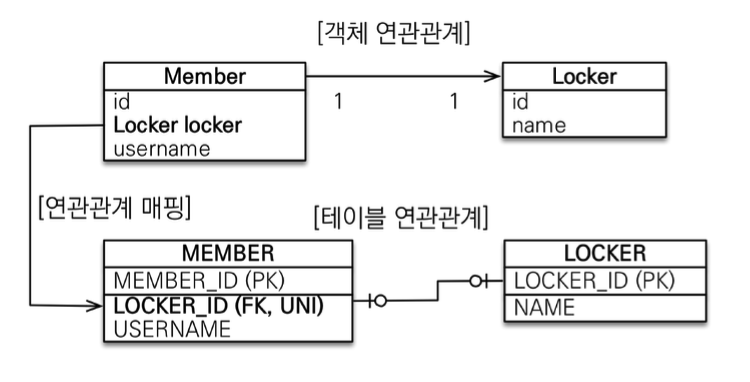 [객체 연관관계]
Member
id
Locker locker
username
1
1
Locker
id
name
[연관관계 매핑]
[테이블 연관관계]
MEMBER
MEMBER_ID (PK)
LOCKER_ID (FK, UNI)
USERNAME
LOCKER
LOCKER_ID (PK)
NAME